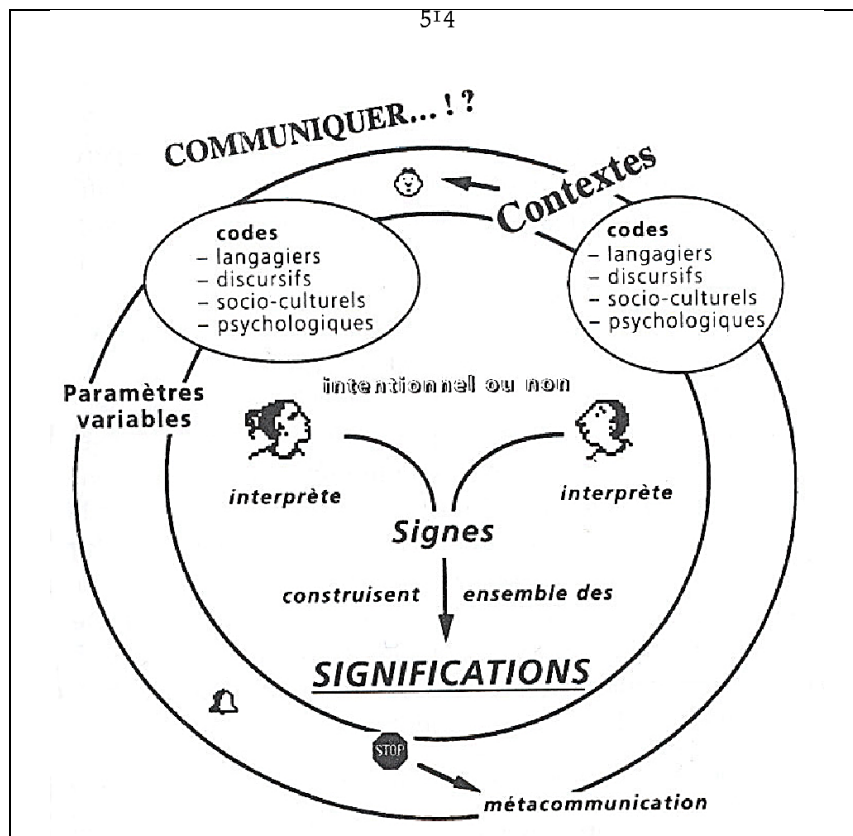 514
COMMUNIQUER... ! ?
Contextes
codes
– langagiers
– discursifs
– socio-culturels
– psychologiques
codes
– langagiers
– discursifs
– socio-culturels
– psychologiques
Paramètres
variables
intentionnel ou non
interprète
interprète
Signes
construisent
ensemble des
SIGNIFICATIONS
STOP
métacommunication